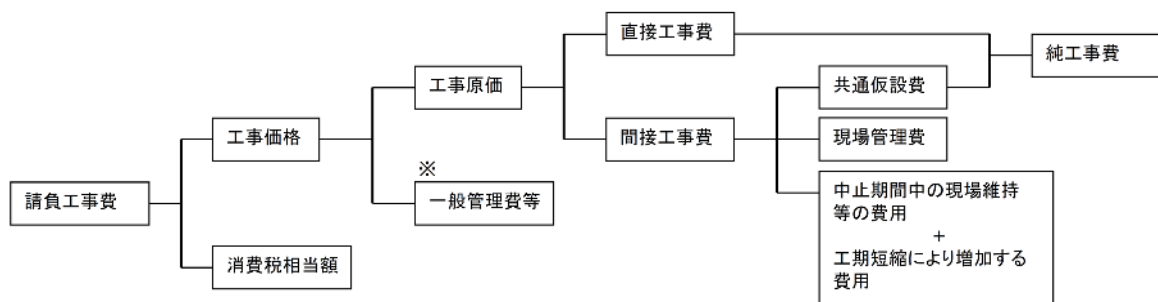 直接工事費
純工事費
工事原価
共通仮設費
工事価格
間接工事費
現場管理費
※
一般管理費等
請負工事費
中止期間中の現場維持
等の費用
+
工期短縮により増加する
費用
消費税相当額